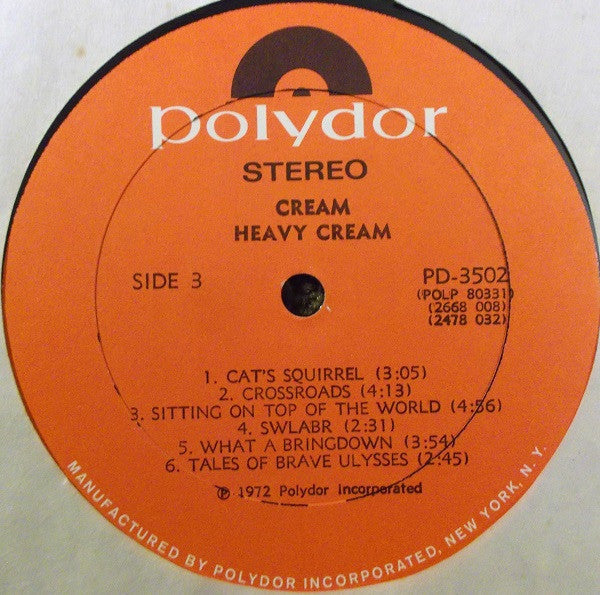 polydor
STEREO
CREAM
HEAVY CREAM
SIDE 3
PD-3502
(POLP 80331)
(2668 008)
(2478 032)
1. CAT'S SQUIRREL (3:05)
2. CROSSROADS (4:13)
3. SITTING ON TOP OF THE WORLD (4:56)
4. SWLABR (2:31)
5. WHAT A BRINGDOWN (3:54)
6. TALES OF BRAVE ULYSSES (2:45)
℗ 1972 Polydor Incorporated
MANUFACTURED BY POLYDOR INCORPORATED, NEW YORK, N. Y.